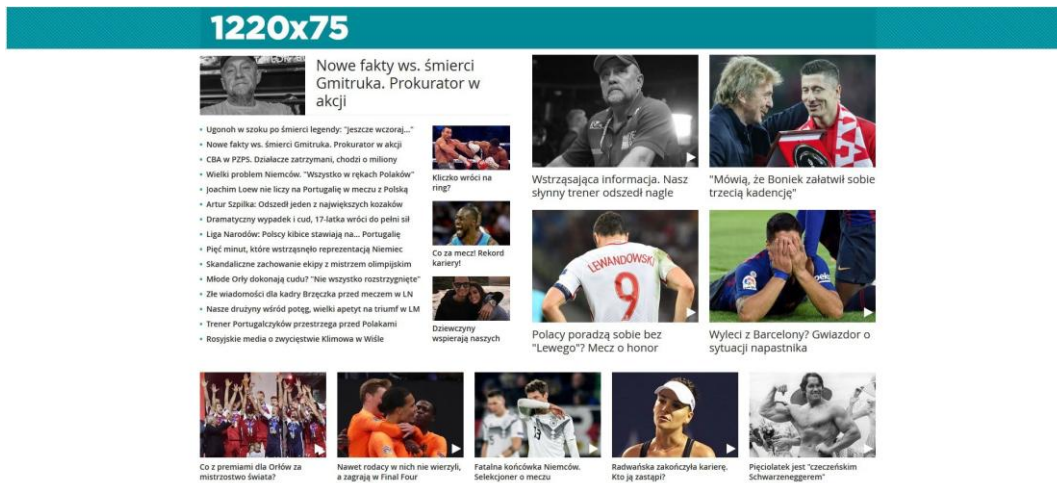 1220x75
Nowe fakty ws. śmierci
Gmitruka. Prokurator w
akcji
Ugonoh w szoku po śmierci legendy: "Jeszcze wczoraj..."
Nowe fakty ws. śmierci Gmitruka. Prokurator w akcji
CBA w PZPS. Działacze zatrzymani, chodzi o miliony
Wielki problem Niemców. "Wszystko w rękach Polaków"
Joachim Loew nie liczy na Portugalię w meczu z Polską
Artur Szpilka: Odszedł jeden z największych kozaków
Dramatyczny wypadek i cud, 17-latka wróci do pełni sił
Liga Narodów: Polscy kibice stawiają na... Portugalię
Pięć minut, które wstrząsnęło reprezentacją Niemiec
Skandaliczne zachowanie ekipy z mistrzem olimpijskim
Młode Orły dokonają cudu? "Nie wszystko rozstrzygnięte"
Złe wiadomości dla kadry Brzęczka przed meczem w LN
Nasze drużyny wśród potęg, wielki apetyt na triumf w LM
Trener Portugalczyków przestrzega przed Polakami
Rosyjskie media o zwycięstwie Klimowa w Wiśle
Kliczko wróci na
ring?
Co za mecz! Rekord
kariery!
Dziewczyny
wspierają naszych
Wstrząsająca informacja. Nasz
słynny trener odszedł nagle
"Mówią, że Boniek załatwił sobie
trzecią kadencję"
LEWANDOWSKI
9
Polacy poradzą sobie bez
"Lewego"? Mecz o honor
Wyleci z Barcelony? Gwiazdor o
sytuacji napastnika
Co z premiami dla Orłów za
mistrzostwo świata?
Nawet rodacy w nich nie wierzyli,
a zagrają w Final Four
13
Fatalna końcówka Niemców.
Selekcjoner o meczu
Radwańska zakończyła karierę.
Kto ją zastąpi?
Pięciolatek jest "czeczeńskim
Schwarzeneggerem"